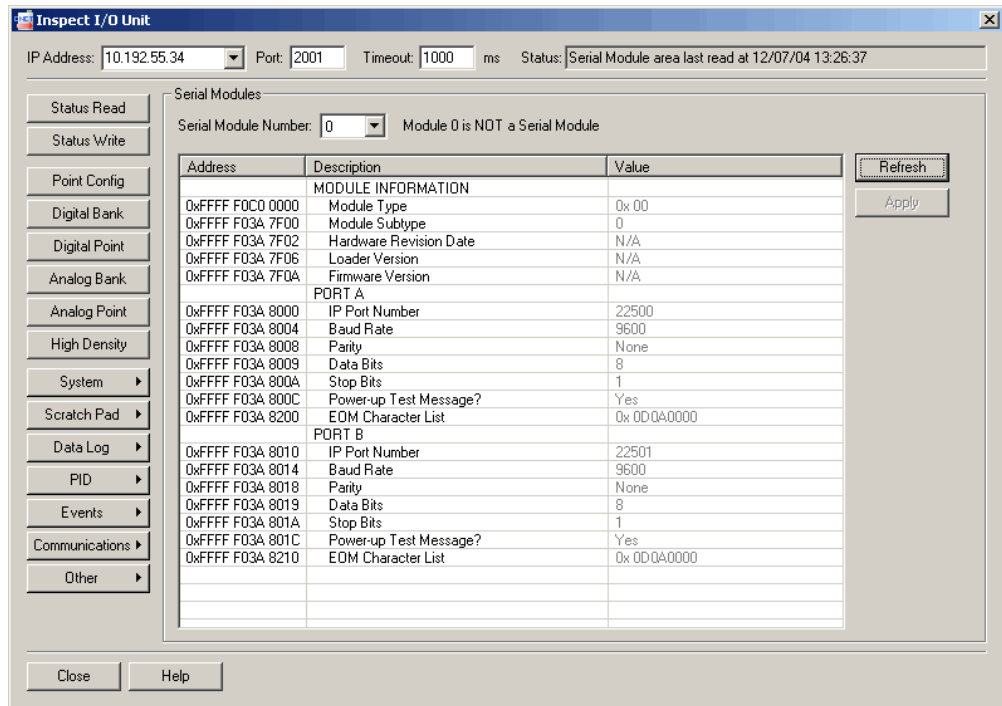 Inspect I/O Unit
IP Address: 10.192.55.34 Port: 2001 Timeout: 1000 ms Status: Serial Module area last read at 12/07/04 13:26:37
Status Read
Status Write
Point Config
Digital Bank
Digital Point
Analog Bank
Analog Point
High Density
System
Scratch Pad
Data Log
PID
Events
Communications
Other
Serial Modules
Serial Module Number: 0 Module 0 is NOT a Serial Module
Address Description Value
MODULE INFORMATION
0xFFFF F0C0 0000 Module Type 0x 00
0xFFFF F03A 7F00 Module Subtype 0
0xFFFF F03A 7F02 Hardware Revision Date N/A
0xFFFF F03A 7F06 Loader Version N/A
0xFFFF F03A 7F0A Firmware Version N/A
PORT A
0xFFFF F03A 8000 IP Port Number 22500
0xFFFF F03A 8004 Baud Rate 9600
0xFFFF F03A 8008 Parity None
0xFFFF F03A 8009 Data Bits 8
0xFFFF F03A 800A Stop Bits 1
0xFFFF F03A 800C Power-up Test Message? Yes
0xFFFF F03A 8200 EOM Character List 0x 0D0A0000
PORT B
0xFFFF F03A 8010 IP Port Number 22501
0xFFFF F03A 8014 Baud Rate 9600
0xFFFF F03A 8018 Parity None
0xFFFF F03A 8019 Data Bits 8
0xFFFF F03A 801A Stop Bits 1
0xFFFF F03A 801C Power-up Test Message? Yes
0xFFFF F03A 8210 EOM Character List 0x 0D0A0000
Refresh
Apply
Close Help